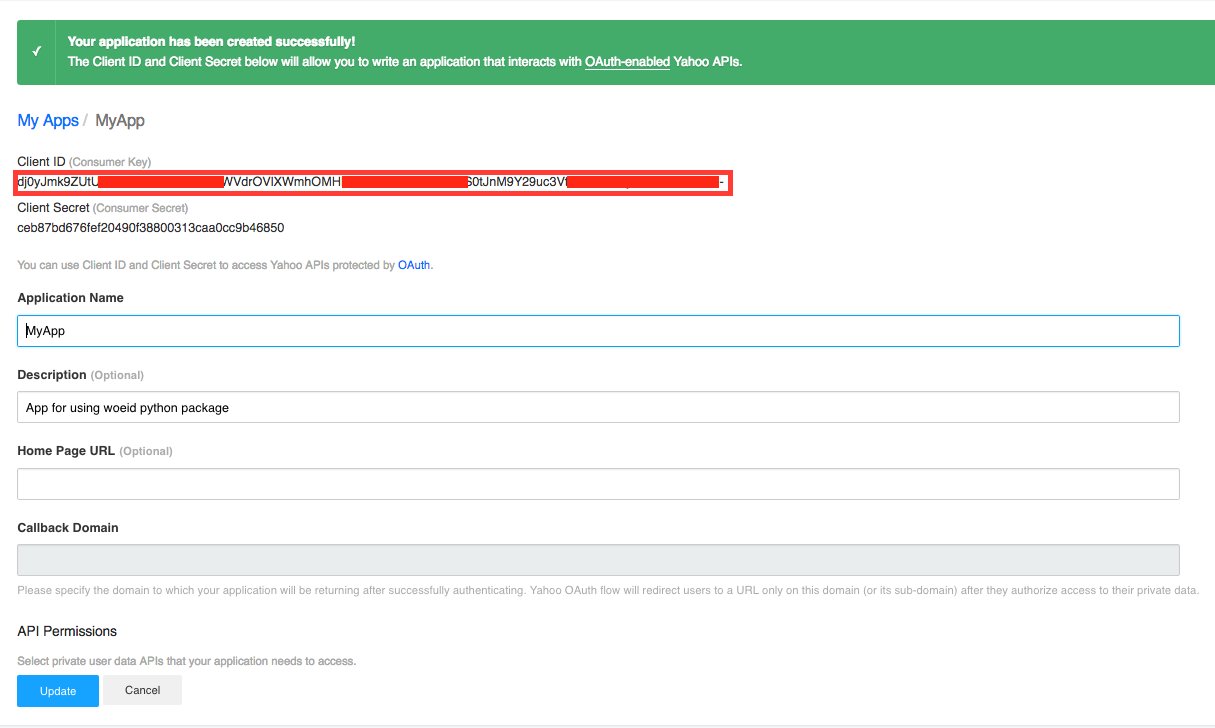 ✓ Your application has been created successfully!
The Client ID and Client Secret below will allow you to write an application that interacts with OAuth-enabled Yahoo APIs.
My Apps / MyApp
Client ID (Consumer Key)
dj0yJmk9ZUtU WVdrOVlXWmhOMH S0tJnM9Y29uc3Vt -
Client Secret (Consumer Secret)
ceb87bd676fef20490f38800313caa0cc9b46850
You can use Client ID and Client Secret to access Yahoo APIs protected by OAuth.
Application Name
MyApp
Description (Optional)
App for using woeid python package
Home Page URL (Optional)
Callback Domain
Please specify the domain to which your application will be returning after successfully authenticating. Yahoo OAuth flow will redirect users to a URL only on this domain (or its sub-domain) after they authorize access to their private data.
API Permissions
Select private user data APIs that your application needs to access.
Update Cancel